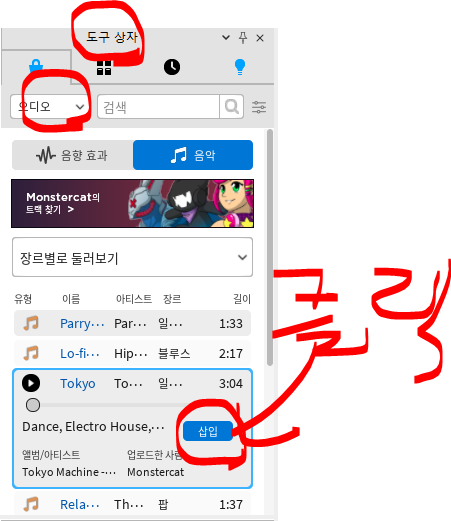 도구 상자
오디오
검색
음향 효과
음악
Monstercat의
트랙 찾기 >
장르별로 둘러보기
유형 이름 아티스트 장르 길이
Parry⋯ Par⋯ 일⋯ 1:33
Lo-fi⋯ Hip⋯ 블루스 2:17
Tokyo To⋯ 일⋯ 3:04
Dance, Electro House,⋯ 삽입
앨범/아티스트 업로드한 사람
Tokyo Machine -⋯ Monstercat
Rela⋯ Th⋯ 팝 1:37
클릭